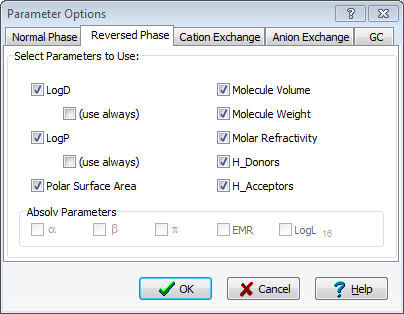 Parameter Options
Normal Phase Reversed Phase Cation Exchange Anion Exchange GC
Select Parameters to Use:
LogD Molecule Volume
(use always) Molecule Weight
LogP Molar Refractivity
(use always) H_Donors
Polar Surface Area H_Acceptors
Absolv Parameters
α β π EMR LogL 16
OK Cancel ? Help